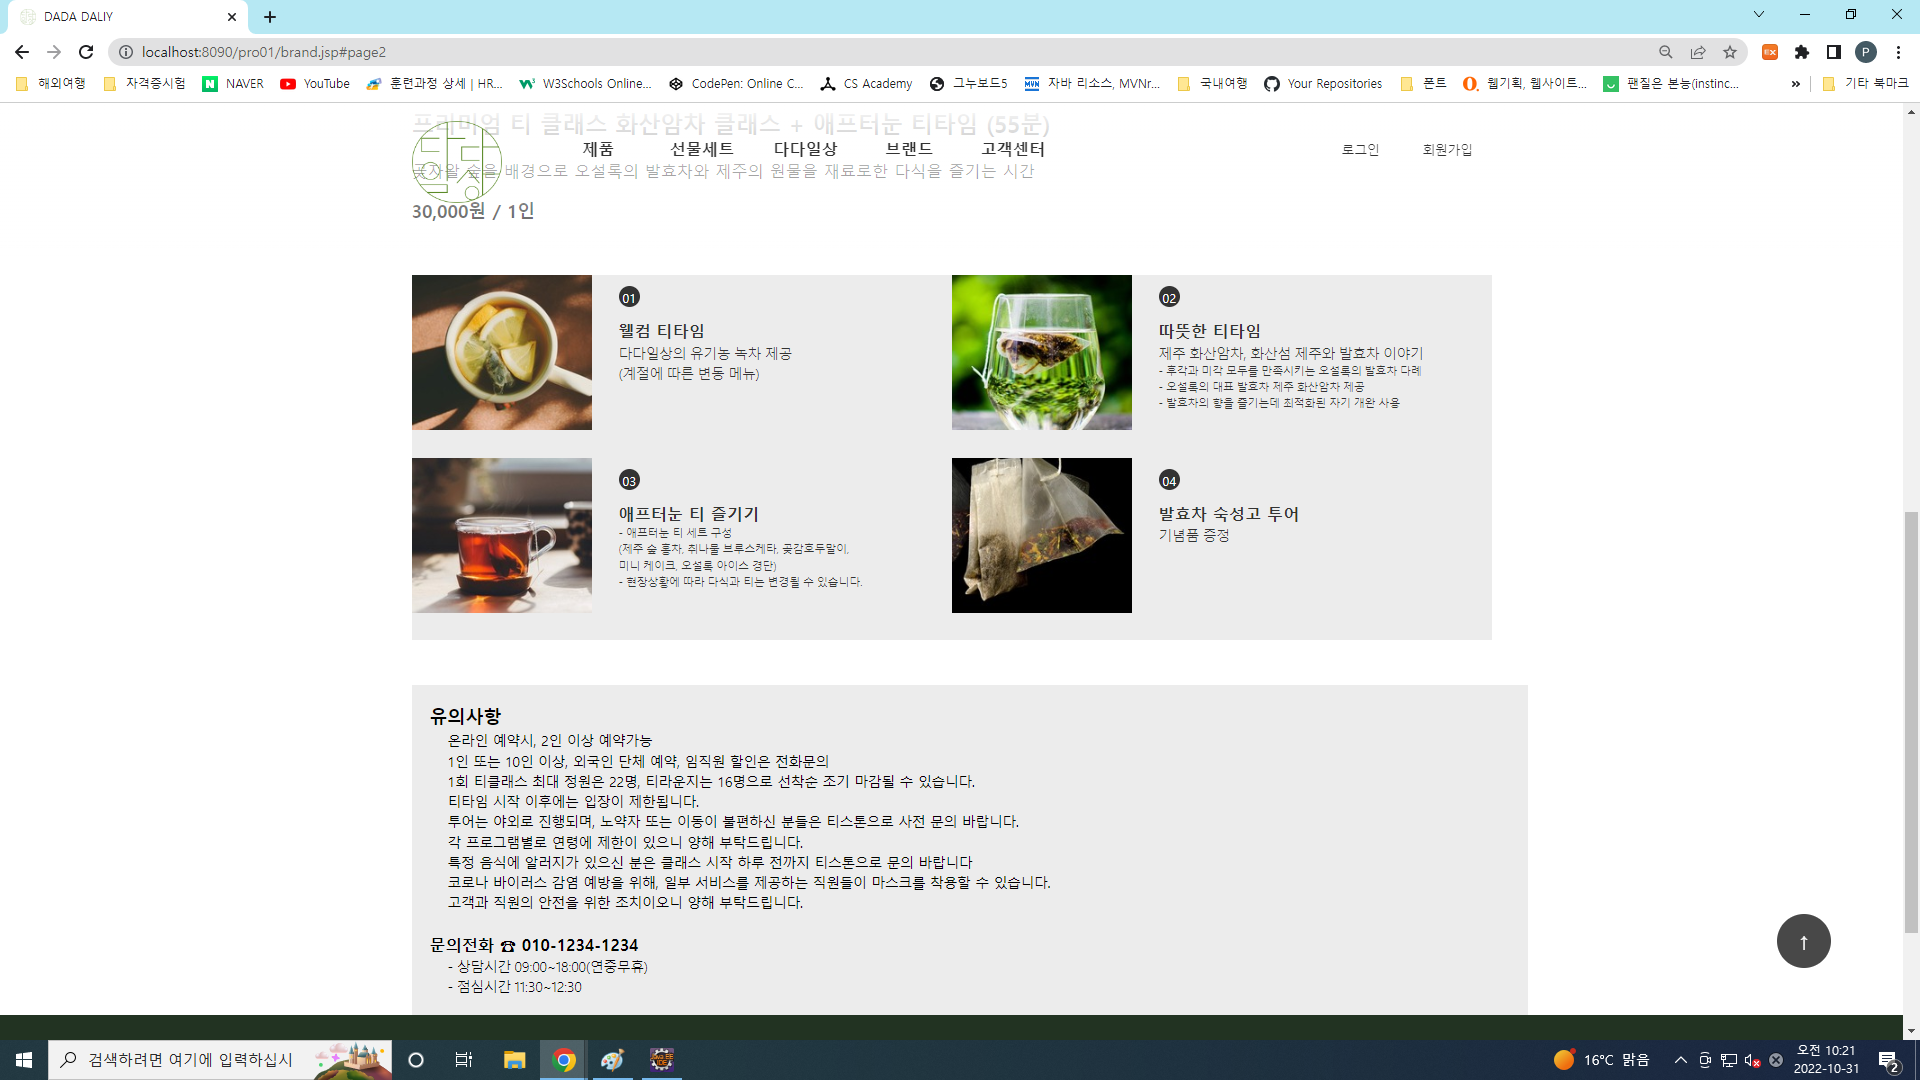 DADA DALIY
localhost:8090/pro01/brand.jsp#page2
해외여행 자격증시험 NAVER YouTube 훈련과정 상세 | HR... W3Schools Online... CodePen: Online C... CS Academy 그누보드5 자바 리소스, MVNr... 국내여행 Your Repositories 폰트 웹기획, 웹사이트... 팬질은 본능(instinc... » 기타 북마크
프리미엄 티 클래스 화산암차 클래스 + 애프터눈 티타임 (55분)
제품 선물세트 다다일상 브랜드 고객센터 로그인 회원가입
곶자왈 숲을 배경으로 오설록의 발효차와 제주의 원물을 재료로한 다식을 즐기는 시간
30,000원 / 1인
01
웰컴 티타임
다다일상의 유기농 녹차 제공
(계절에 따른 변동 메뉴)
02
따뜻한 티타임
제주 화산암차, 화산섬 제주와 발효차 이야기
- 후각과 미각 모두를 만족시키는 오설록의 발효차 다례
- 오설록의 대표 발효차 제주 화산암차 제공
- 발효차의 향을 즐기는데 최적화된 자기 개완 사용
03
애프터눈 티 즐기기
- 애프터눈 티 세트 구성
(제주 숲 홍차, 취나물 브루스케타, 곶감호두말이,
미니 케이크, 오설록 아이스 경단)
- 현장상황에 따라 다식과 티는 변경될 수 있습니다.
04
발효차 숙성고 투어
기념품 증정
유의사항
온라인 예약시, 2인 이상 예약가능
1인 또는 10인 이상, 외국인 단체 예약, 임직원 할인은 전화문의
1회 티클래스 최대 정원은 22명, 티라운지는 16명으로 선착순 조기 마감될 수 있습니다.
티타임 시작 이후에는 입장이 제한됩니다.
투어는 야외로 진행되며, 노약자 또는 이동이 불편하신 분들은 티스톤으로 사전 문의 바랍니다.
각 프로그램별로 연령에 제한이 있으니 양해 부탁드립니다.
특정 음식에 알러지가 있으신 분은 클래스 시작 하루 전까지 티스톤으로 문의 바랍니다
코로나 바이러스 감염 예방을 위해, 일부 서비스를 제공하는 직원들이 마스크를 착용할 수 있습니다.
고객과 직원의 안전을 위한 조치이오니 양해 부탁드립니다.
문의전화 ☎ 010-1234-1234
- 상담시간 09:00~18:00(연중무휴)
- 점심시간 11:30~12:30
↑
검색하려면 여기에 입력하십시
16°C 맑음
오전 10:21
2022-10-31
2